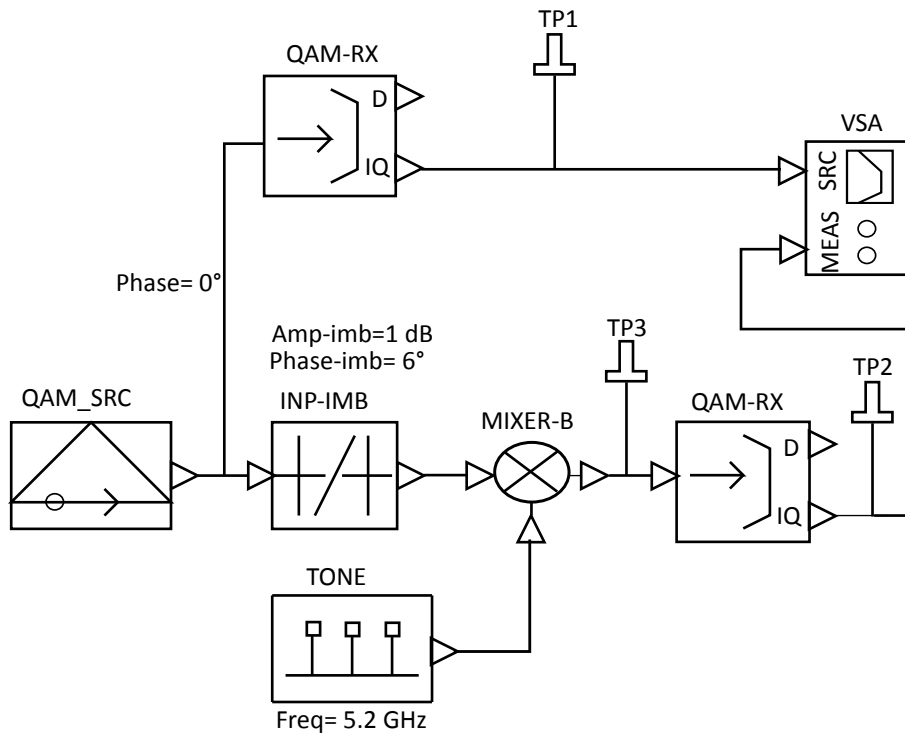 TP1
QAM-RX
D
IQ
VSA
SRC
MEAS
Phase= 0°
Amp-imb=1 dB
Phase-imb= 6°
TP3
TP2
QAM_SRC
INP-IMB
MIXER-B
QAM-RX
D
IQ
TONE
Freq= 5.2 GHz